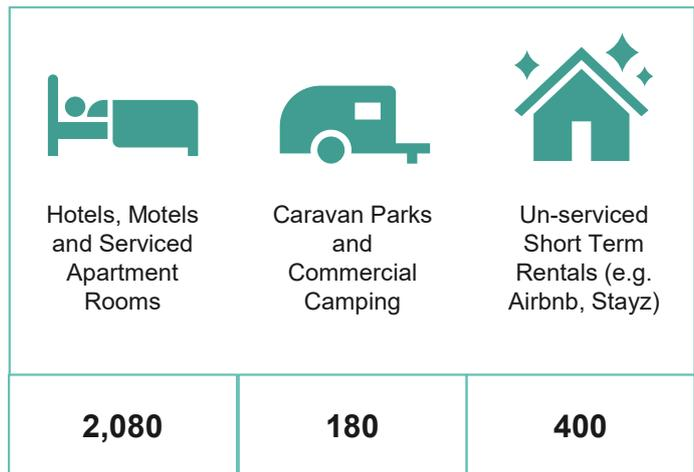 Hotels, Motels
and Serviced
Apartment
Rooms
Caravan Parks
and
Commercial
Camping
Un-serviced
Short Term
Rentals (e.g.
Airbnb, Stayz)
2,080
180
400